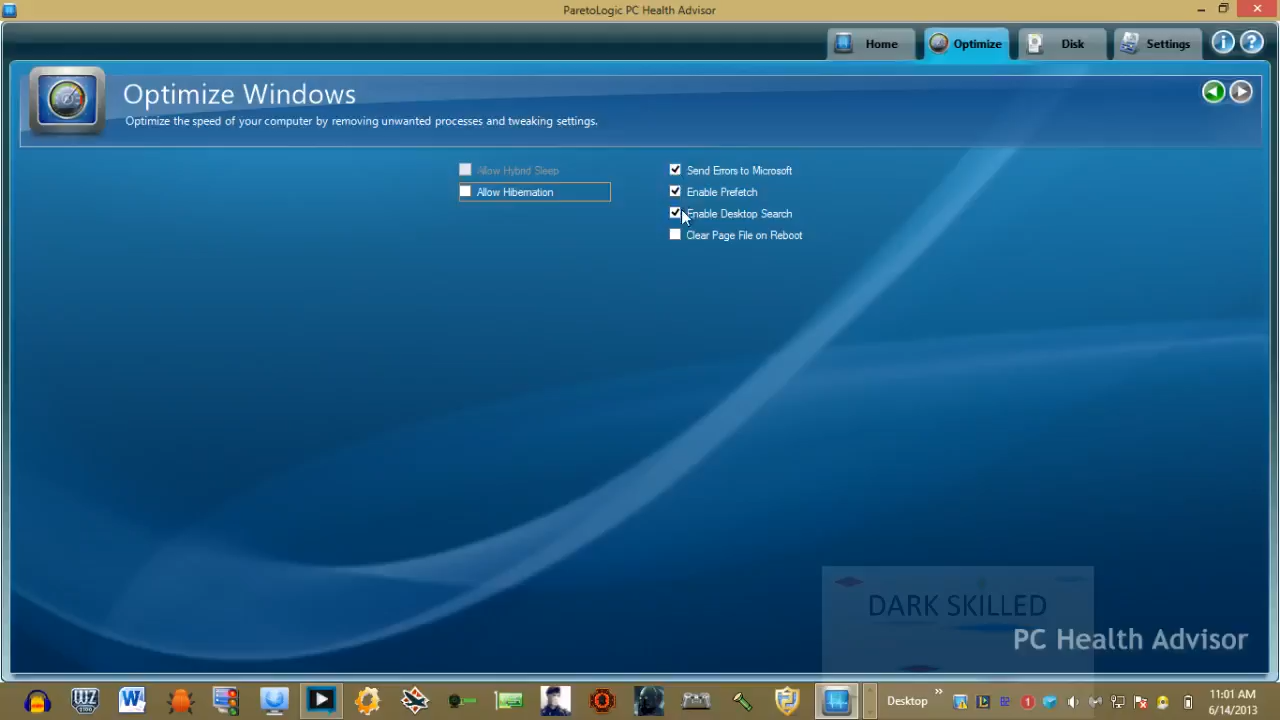 ParetoLogic PC Health Advisor
Home
Optimize
Disk
Settings
Optimize Windows
Optimize the speed of your computer by removing unwanted processes and tweaking settings.
Allow Hybrid Sleep
Allow Hibernation
Send Errors to Microsoft
Enable Prefetch
Enable Desktop Search
Clear Page File on Reboot
DARK SKILLED
PC Health Advisor
Desktop
11:01 AM
6/14/2013